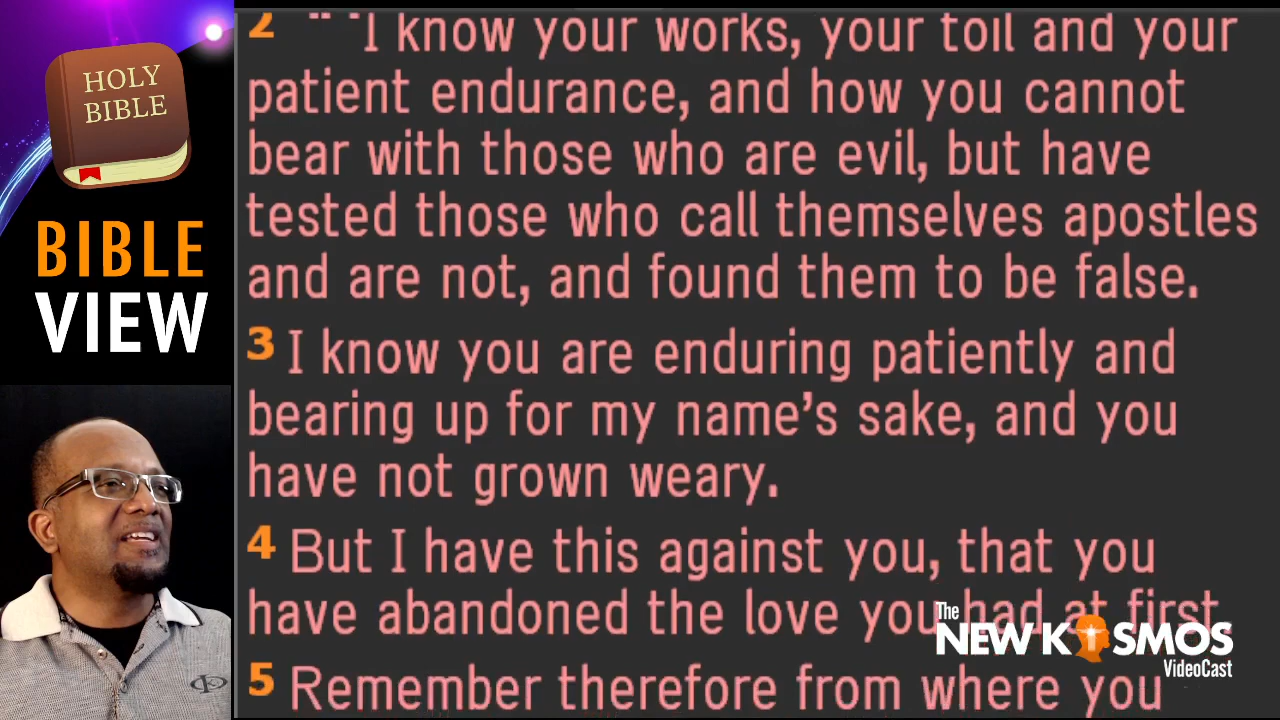 HOLY
BIBLE
BIBLE
VIEW
2 " ‘I know your works, your toil and your
patient endurance, and how you cannot
bear with those who are evil, but have
tested those who call themselves apostles
and are not, and found them to be false.
3 I know you are enduring patiently and
bearing up for my name’s sake, and you
have not grown weary.
4 But I have this against you, that you
have abandoned the love you had at first.
5 Remember therefore from where you
The
NEW KOSMOS
VideoCast